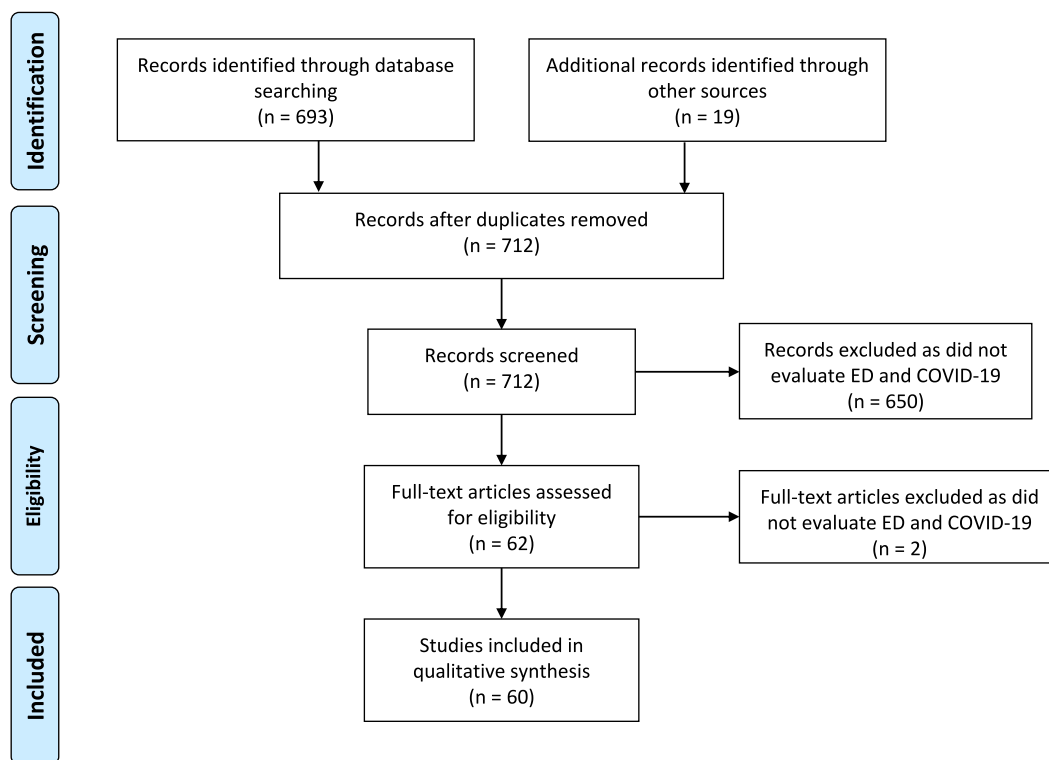 Identification
Records identified through database
searching
(n = 693)
Additional records identified through
other sources
(n = 19)
Screening
Records after duplicates removed
(n = 712)
Records screened
(n = 712)
Records excluded as did not
evaluate ED and COVID-19
(n = 650)
Eligibility
Full-text articles assessed
for eligibility
(n = 62)
Full-text articles excluded as did
not evaluate ED and COVID-19
(n = 2)
Included
Studies included in
qualitative synthesis
(n = 60)